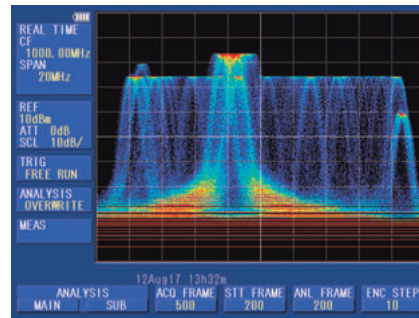 REAL TIME
CF
1000.00MHz
SPAN
20MHz
REF
10dBm
ATT 0dB
SCL 10dB/
TRIG
FREE RUN
ANALYSIS
OVERWRITE
MEAS
12Aug17 13h32m
ANALYSIS
MAIN SUB
ACQ FRAME
500
STT FRAME
200
ANL FRAME
200
ENC STEP
10